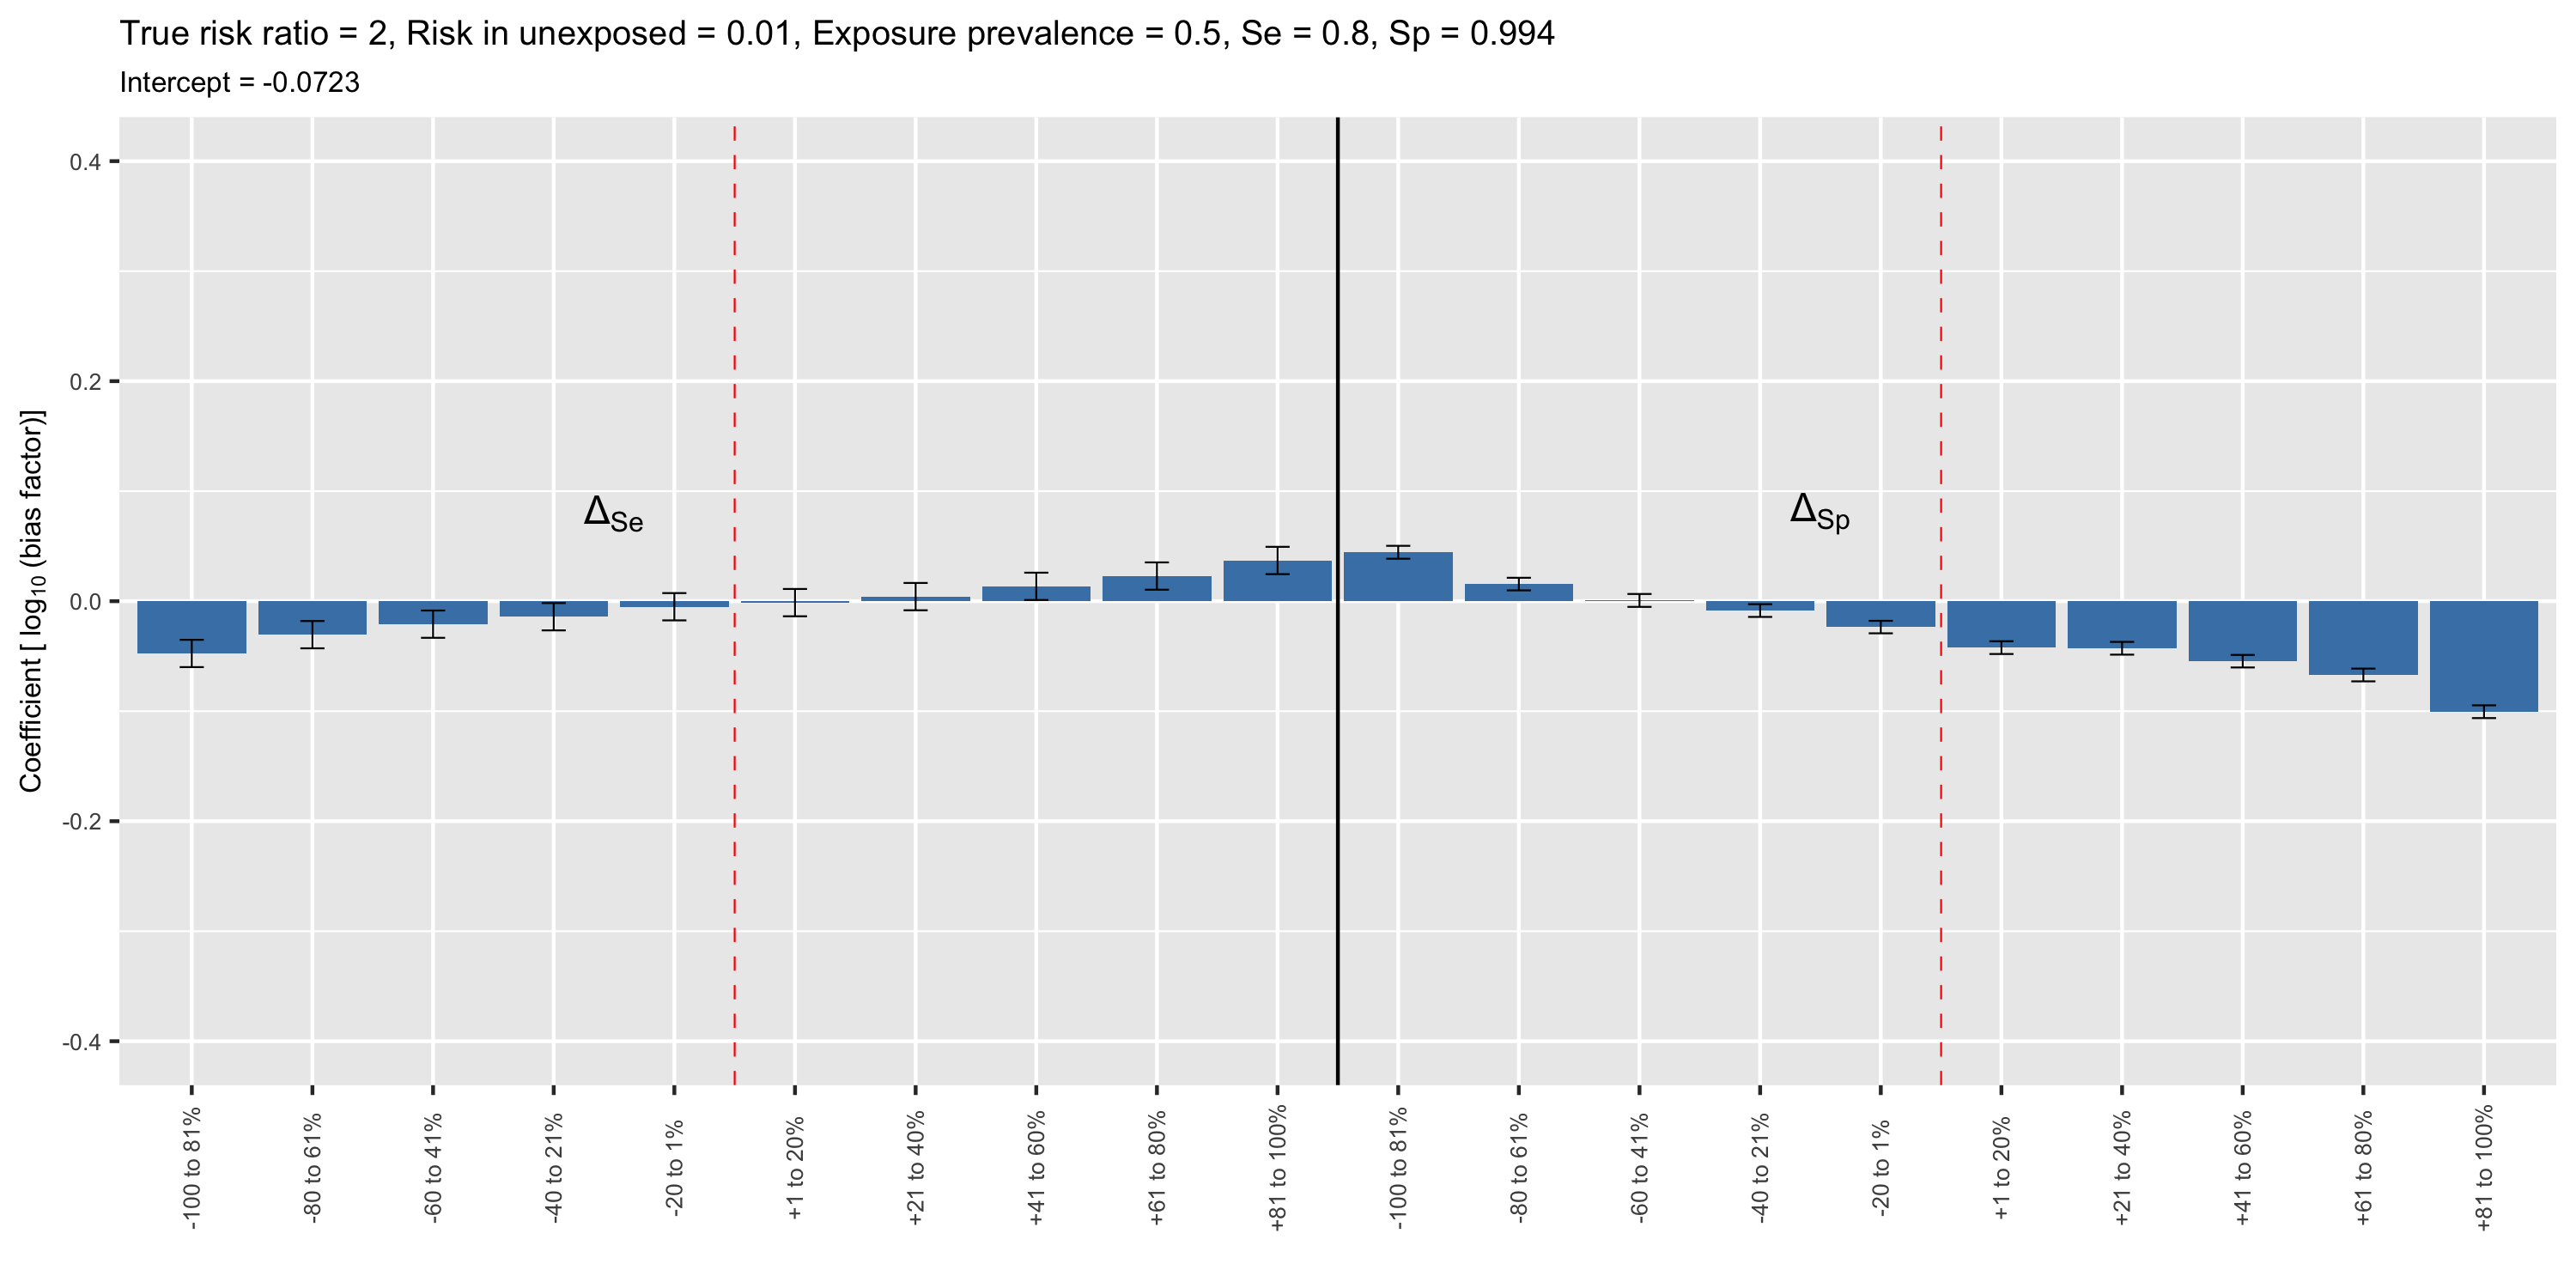 True risk ratio = 2, Risk in unexposed = 0.01, Exposure prevalence = 0.5, Se = 0.8, Sp = 0.994
Intercept = -0.0723
Coefficient [ log₁₀ (bias factor)]
0.4
0.2
0.0
-0.2
-0.4
Δ_Se
Δ_Sp
-100 to 81%
-80 to 61%
-60 to 41%
-40 to 21%
-20 to 1%
+1 to 20%
+21 to 40%
+41 to 60%
+61 to 80%
+81 to 100%
-100 to 81%
-80 to 61%
-60 to 41%
-40 to 21%
-20 to 1%
+1 to 20%
+21 to 40%
+41 to 60%
+61 to 80%
+81 to 100%